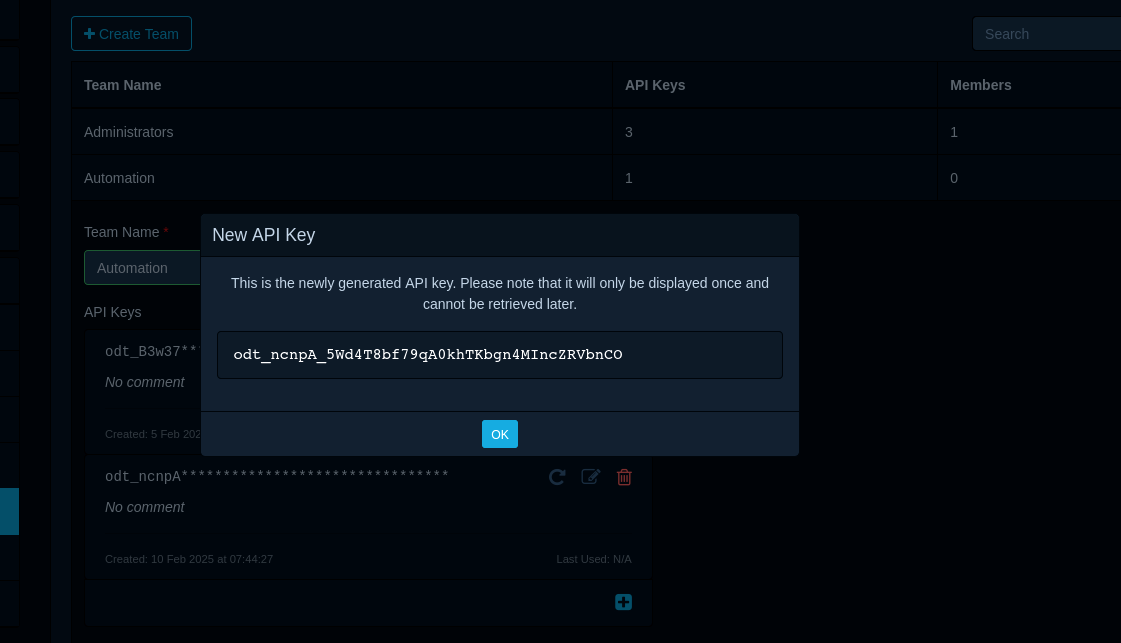 Create Team
Search
Team Name API Keys Members
Administrators 3 1
Automation 1 0
Team Name *
Automation
API Keys
New API Key
This is the newly generated API key. Please note that it will only be displayed once and
cannot be retrieved later.
odt_ncnpA_5Wd4T8bf79qA0khTKbgn4MIncZRVbnCO
OK
odt_B3w37**
No comment
Created: 5 Feb 202
odt_ncnpA********************************
No comment
Created: 10 Feb 2025 at 07:44:27 Last Used: N/A